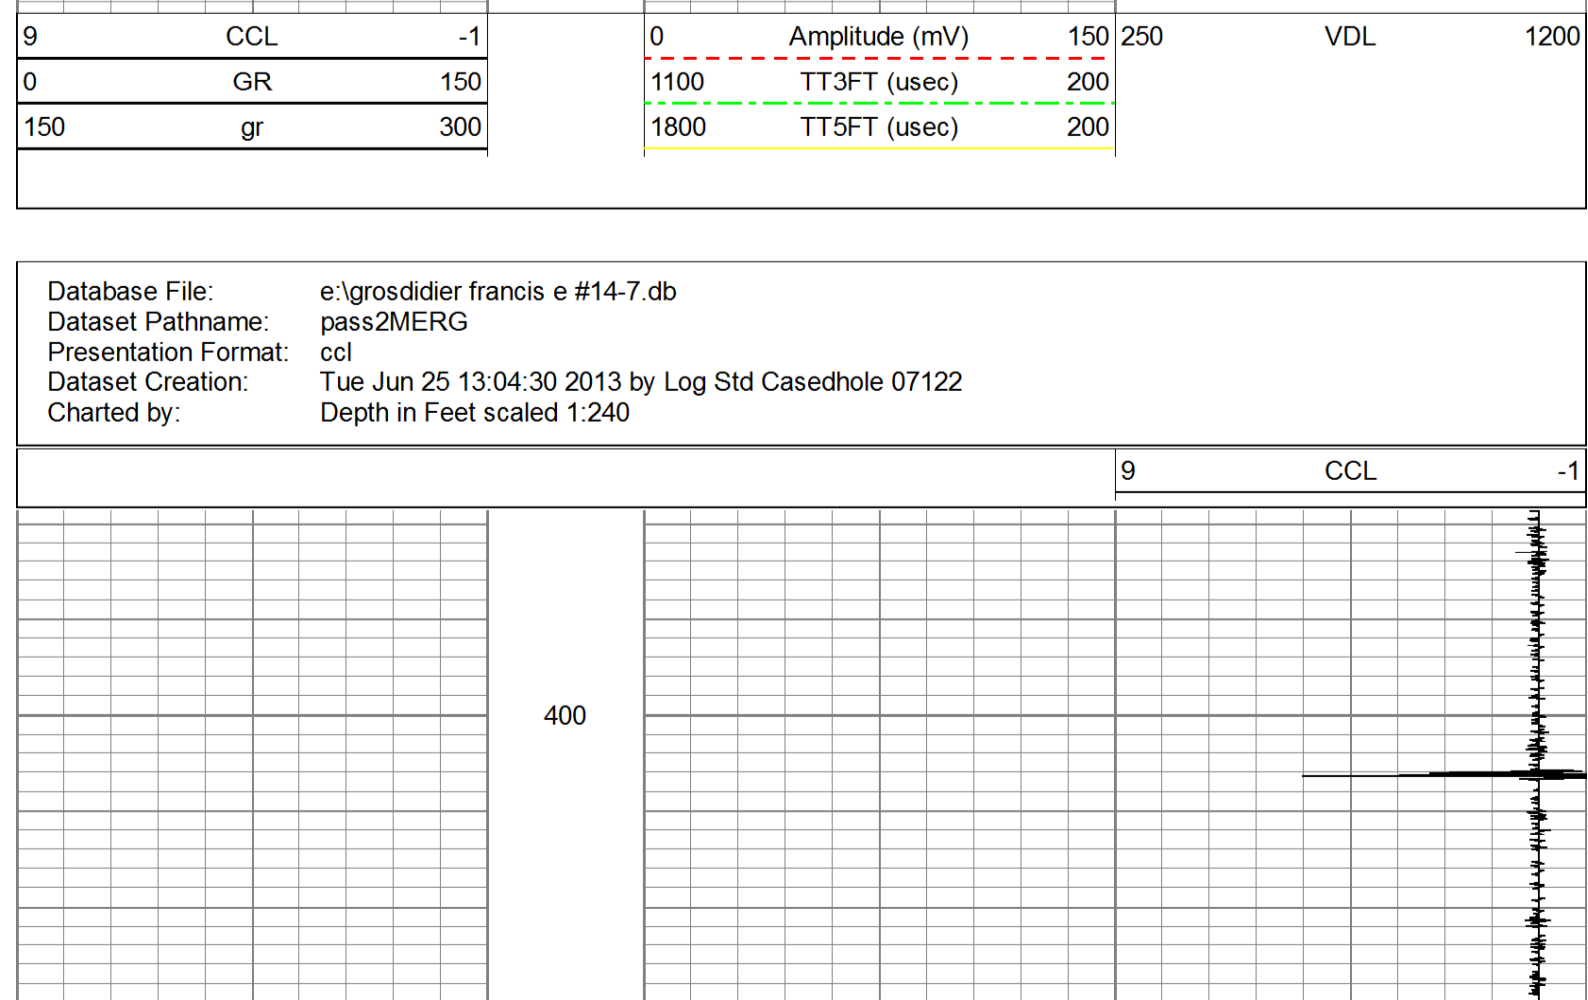 9 CCL -1 0 Amplitude (mV) 150 250 VDL 1200
0 GR 150 1100 TT3FT (usec) 200
150 gr 300 1800 TT5FT (usec) 200
Database File: e:\grosdidier francis e #14-7.db
Dataset Pathname: pass2MERG
Presentation Format: ccl
Dataset Creation: Tue Jun 25 13:04:30 2013 by Log Std Casedhole 07122
Charted by: Depth in Feet scaled 1:240
9 CCL -1
400